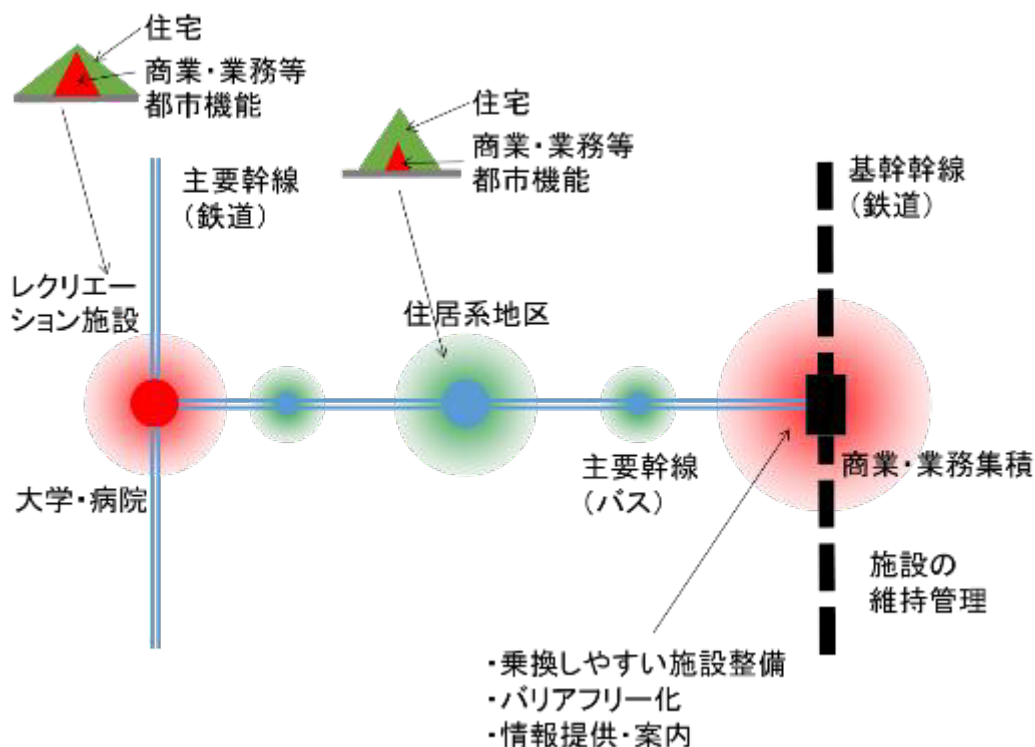 住宅
商業・業務等
都市機能
住宅
商業・業務等
都市機能
主要幹線
(鉄道)
基幹幹線
(鉄道)
レクリエー
ション施設
住居系地区
大学・病院
主要幹線
(バス)
商業・業務集積
施設の
維持管理
・乗換しやすい施設整備
・バリアフリー化
・情報提供・案内